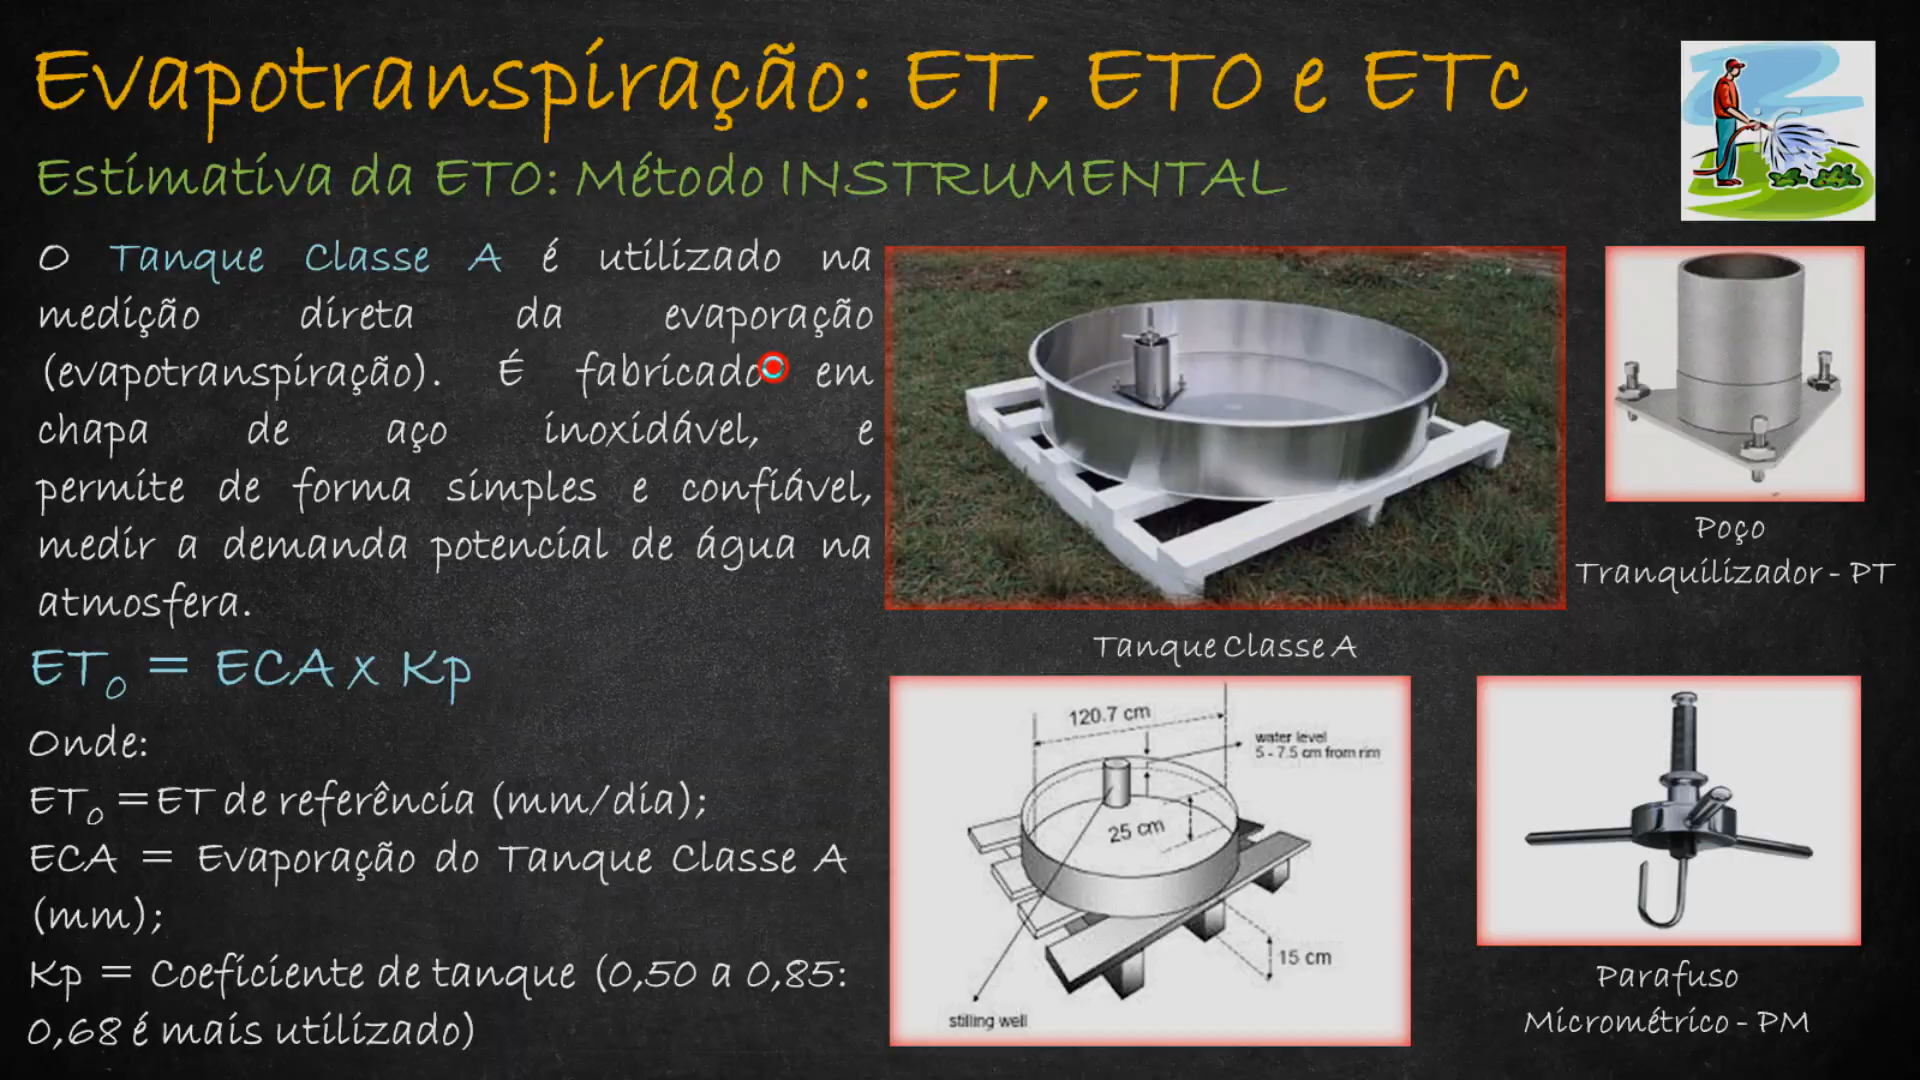 Evapotranspiração: ET, ETO e ETc
Estimativa da ETO: Método INSTRUMENTAL
O Tanque Classe A é utilizado na
medição direta da evaporação
(evapotranspiração). É fabricado em
chapa de aço inoxidável, e
permite de forma simples e confiável,
medir a demanda potencial de água na
atmosfera.
ET₀ = ECA x Kp
Onde:
ET₀ =ET de referência (mm/dia);
ECA = Evaporação do Tanque Classe A
(mm);
Kp = Coeficiente de tanque (0,50 a 0,85:
0,68 é mais utilizado)
Poço
Tranquilizador - PT
Tanque Classe A
120.7 cm
water level
5 - 7.5 cm from rim
25 cm
15 cm
stilling well
Parafuso
Micrométrico - PM